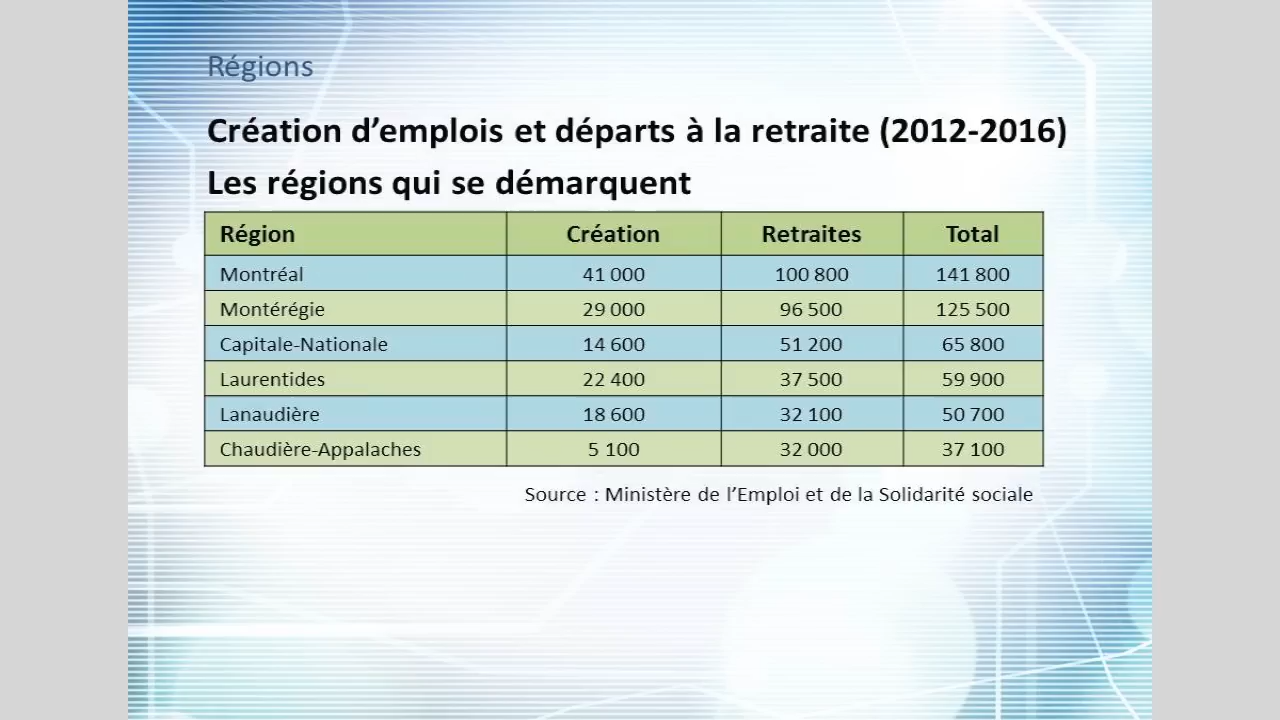 Régions
Création d’emplois et départs à la retraite (2012-2016)
Les régions qui se démarquent
Région Création Retraites Total
Montréal 41 000 100 800 141 800
Montérégie 29 000 96 500 125 500
Capitale-Nationale 14 600 51 200 65 800
Laurentides 22 400 37 500 59 900
Lanaudière 18 600 32 100 50 700
Chaudière-Appalaches 5 100 32 000 37 100
Source : Ministère de l’Emploi et de la Solidarité sociale